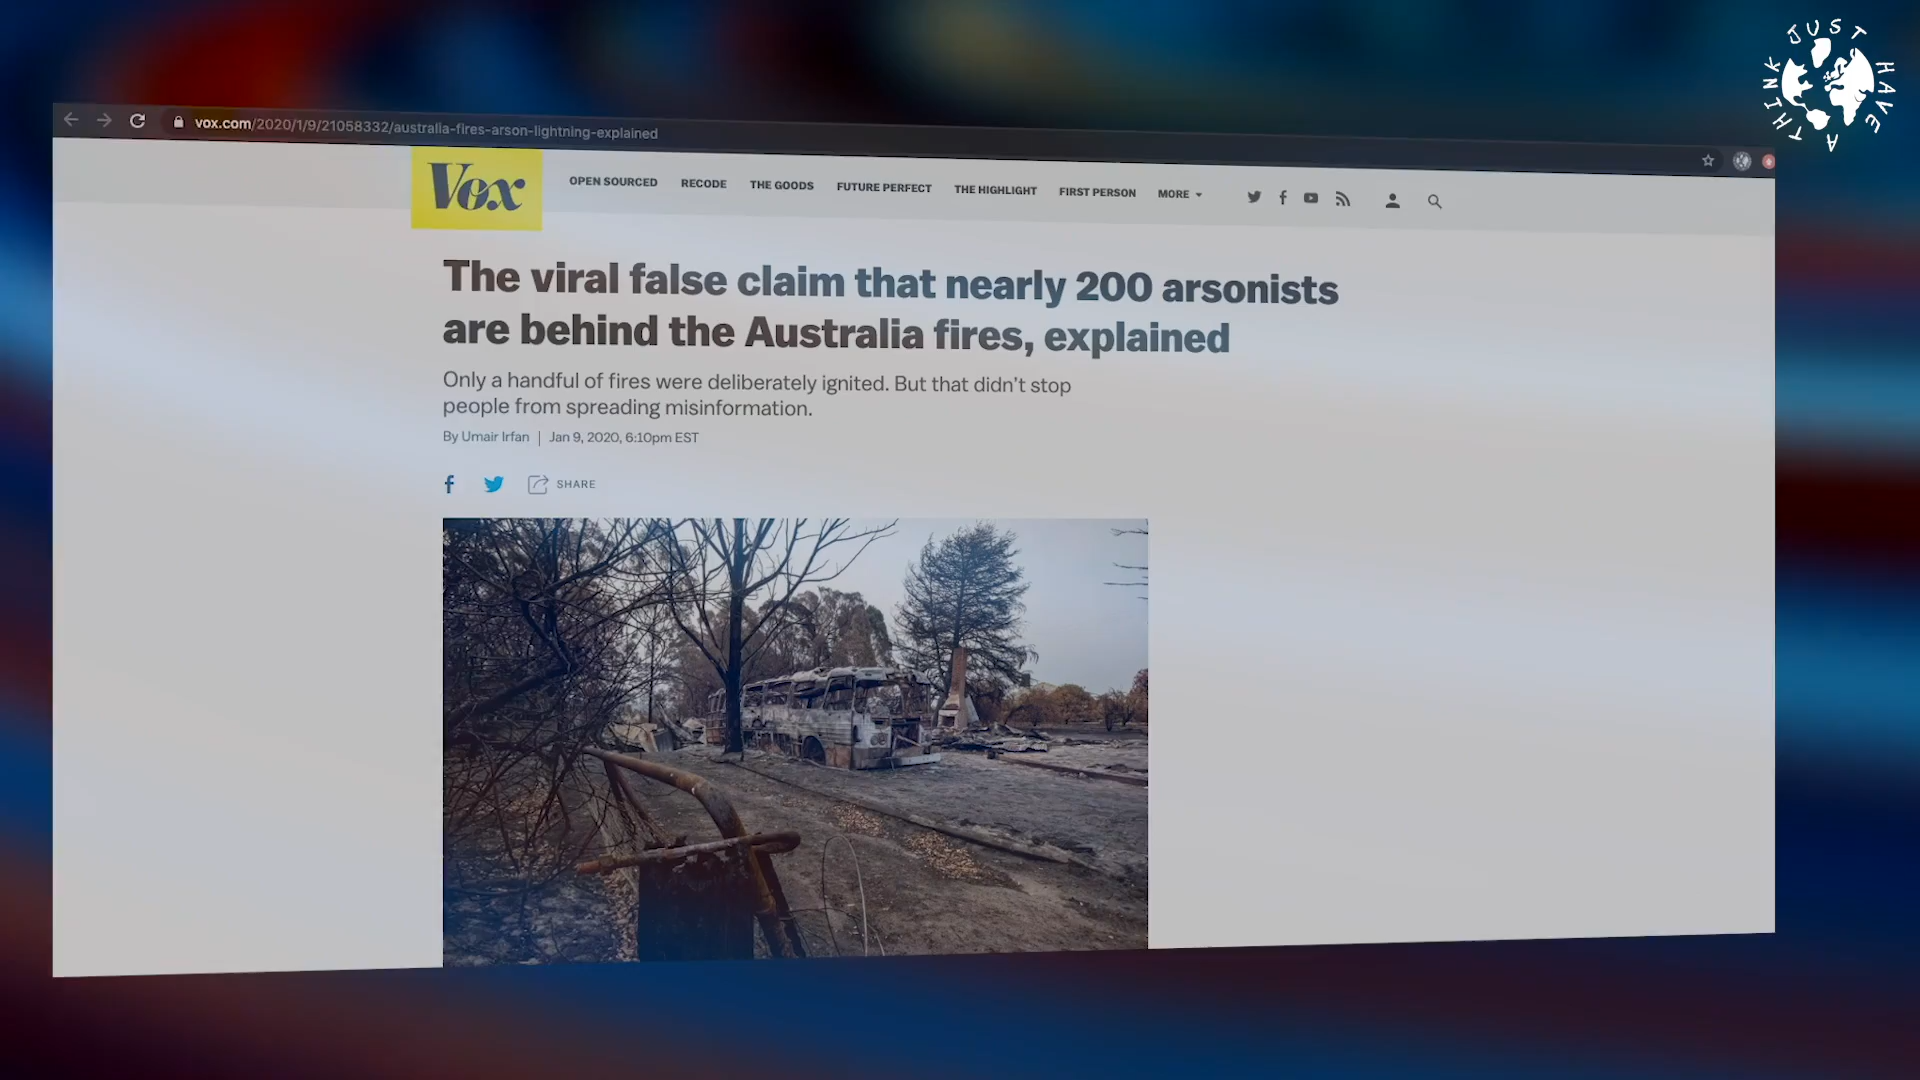 JUST HAVE A THINK
vox.com/2020/1/9/21058332/australia-fires-arson-lightning-explained
Vox
OPEN SOURCED RECODE THE GOODS FUTURE PERFECT THE HIGHLIGHT FIRST PERSON MORE
The viral false claim that nearly 200 arsonists
are behind the Australia fires, explained
Only a handful of fires were deliberately ignited. But that didn't stop
people from spreading misinformation.
By Umair Irfan | Jan 9, 2020, 6:10pm EST
SHARE